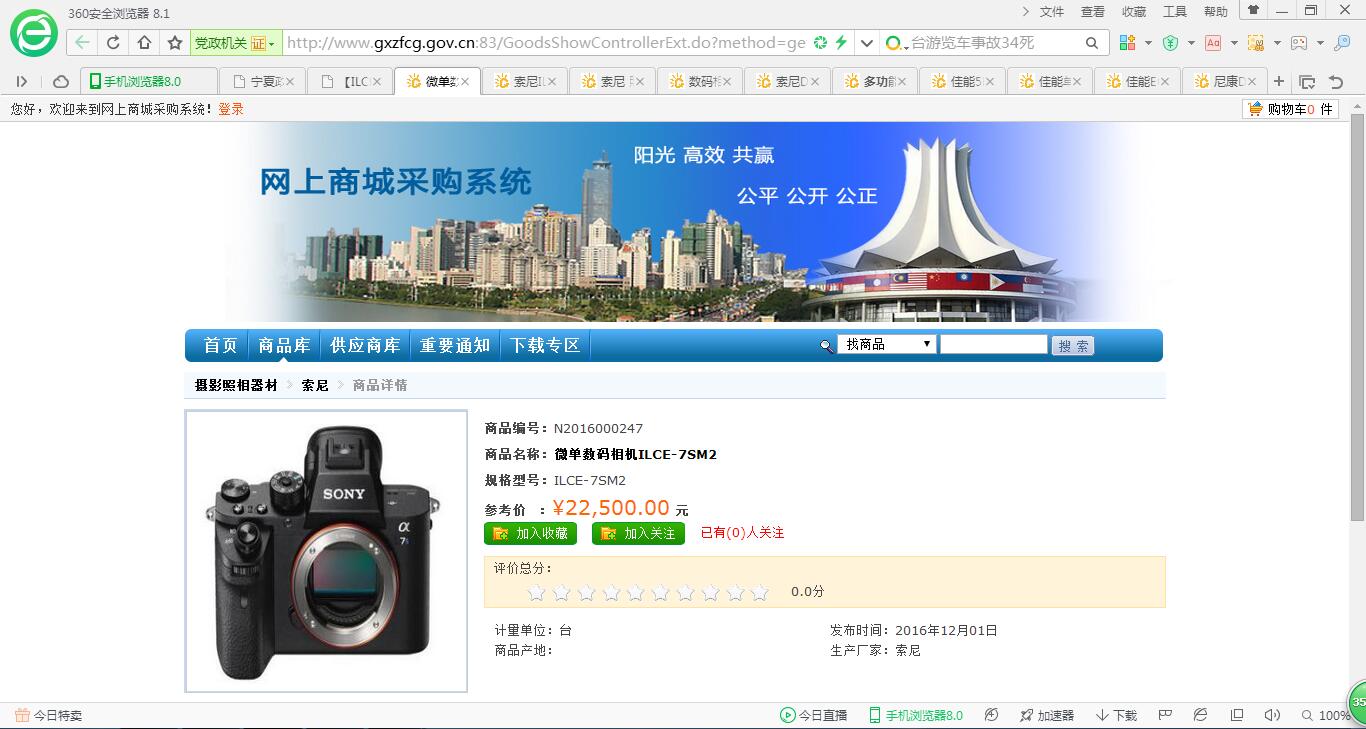 360安全浏览器 8.1
文件 查看 收藏 工具 帮助
党政机关 证 http://www.gxzfcg.gov.cn:83/GoodsShowControllerExt.do?method=ge 台游览车事故34死
手机浏览器8.0 宁夏政 【ILC 微单数 索尼IL 索尼 数码相 索尼D 多功能 佳能5 佳能 佳能E 尼康D
您好，欢迎来到网上商城采购系统！登录 购物车0 件
阳光 高效 共赢
网上商城采购系统
公平 公开 公正
首页 商品库 供应商库 重要通知 下载专区 找商品 搜 索
摄影照相器材 索尼 商品详情
商品编号：N2016000247
商品名称：微单数码相机ILCE-7SM2
规格型号：ILCE-7SM2
参考价 ：¥22,500.00 元
加入收藏 加入关注 已有(0)人关注
评价总分：
0.0分
计量单位：台 发布时间：2016年12月01日
商品产地： 生产厂家：索尼
SONY
α
7s
今日特卖 今日直播 手机浏览器8.0 加速器 下载 100%
35